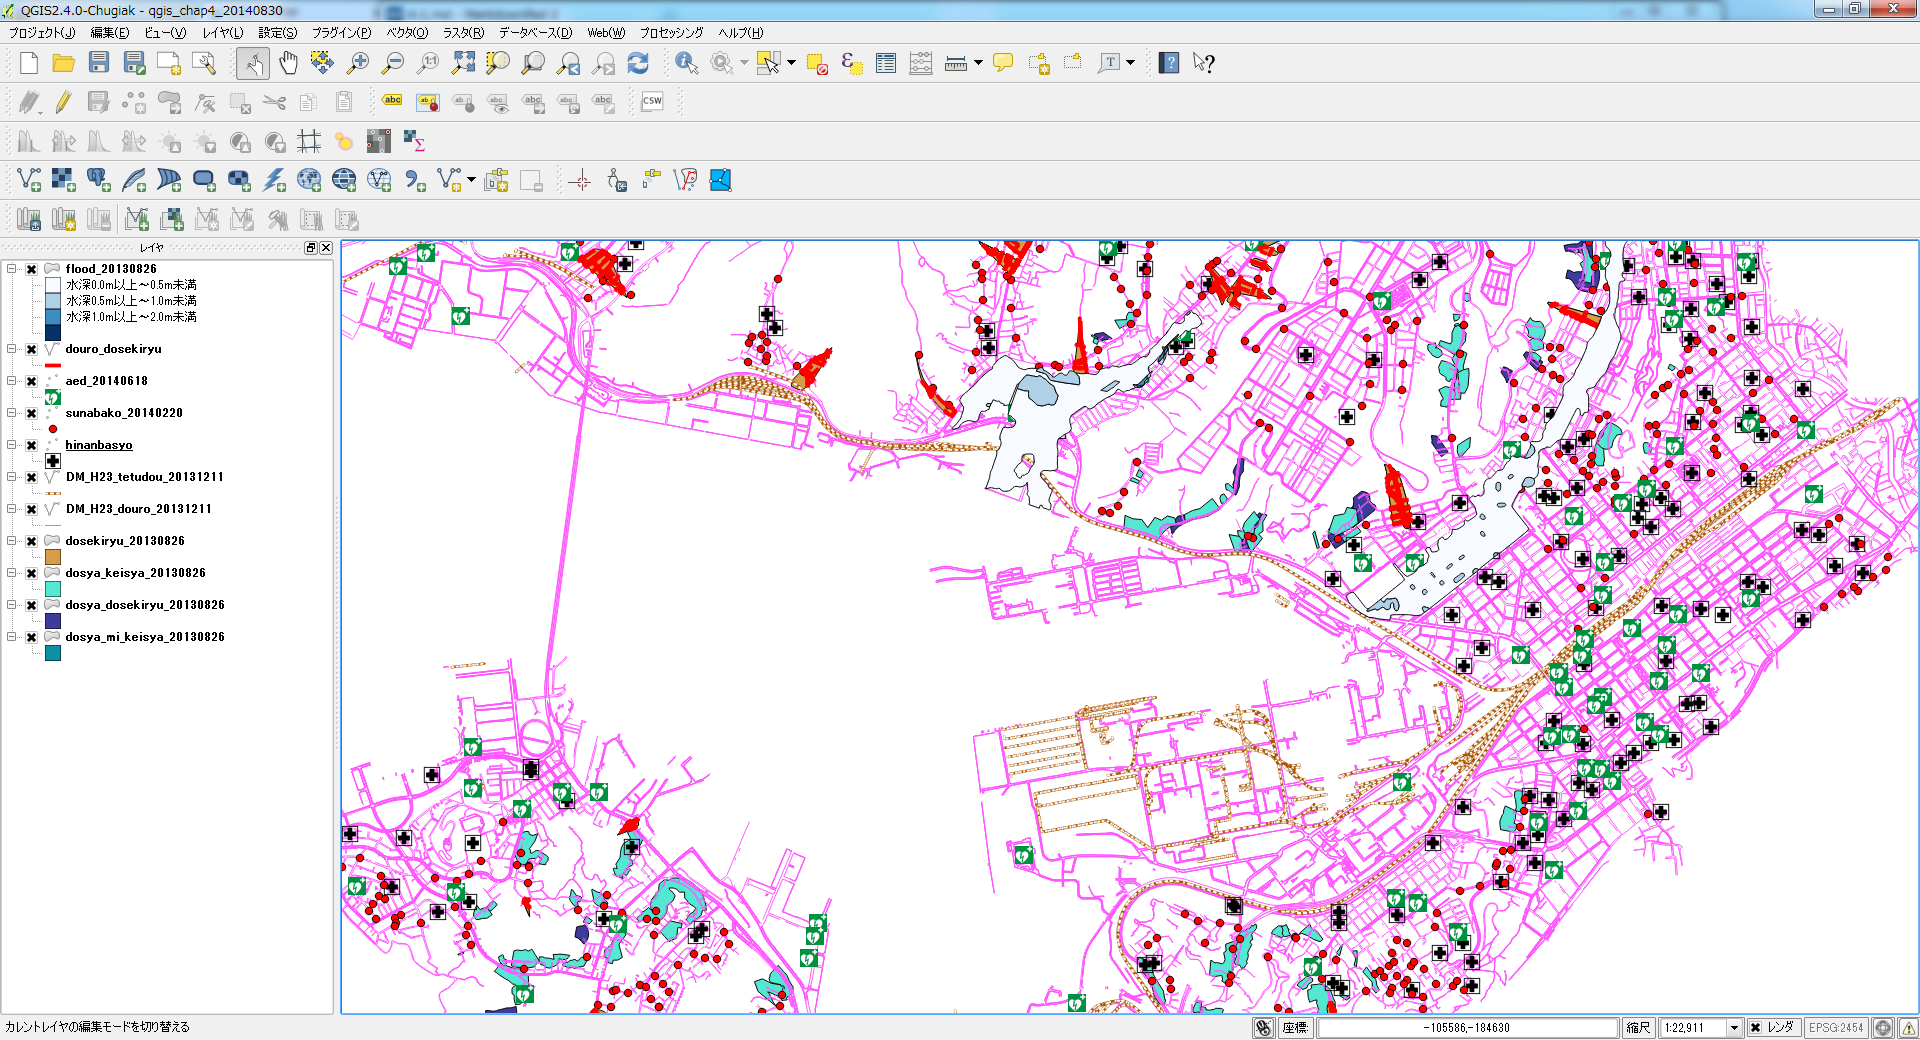 QGIS2.4.0-Chugiak - qgis_chap4_20140830
プロジェクト(J) 編集(E) ビュー(V) レイヤ(L) 設定(S) プラグイン(P) ベクタ(O) ラスタ(R) データベース(D) Web(W) プロセッシング ヘルプ(H)
レイヤ
flood_20130826
水深0.0m以上～0.5m未満
水深0.5m以上～1.0m未満
水深1.0m以上～2.0m未満
douro_dosekiryu
aed_20140618
sunabako_20140220
hinanbasyo
DM_H23_tetudou_20131211
DM_H23_douro_20131211
dosekiryu_20130826
dosya_keisya_20130826
dosya_dosekiryu_20130826
dosya_mi_keisya_20130826
カレントレイヤの編集モードを切り替える
座標: -105586,-184630 縮尺 1:22,911 レンダ EPSG:2454